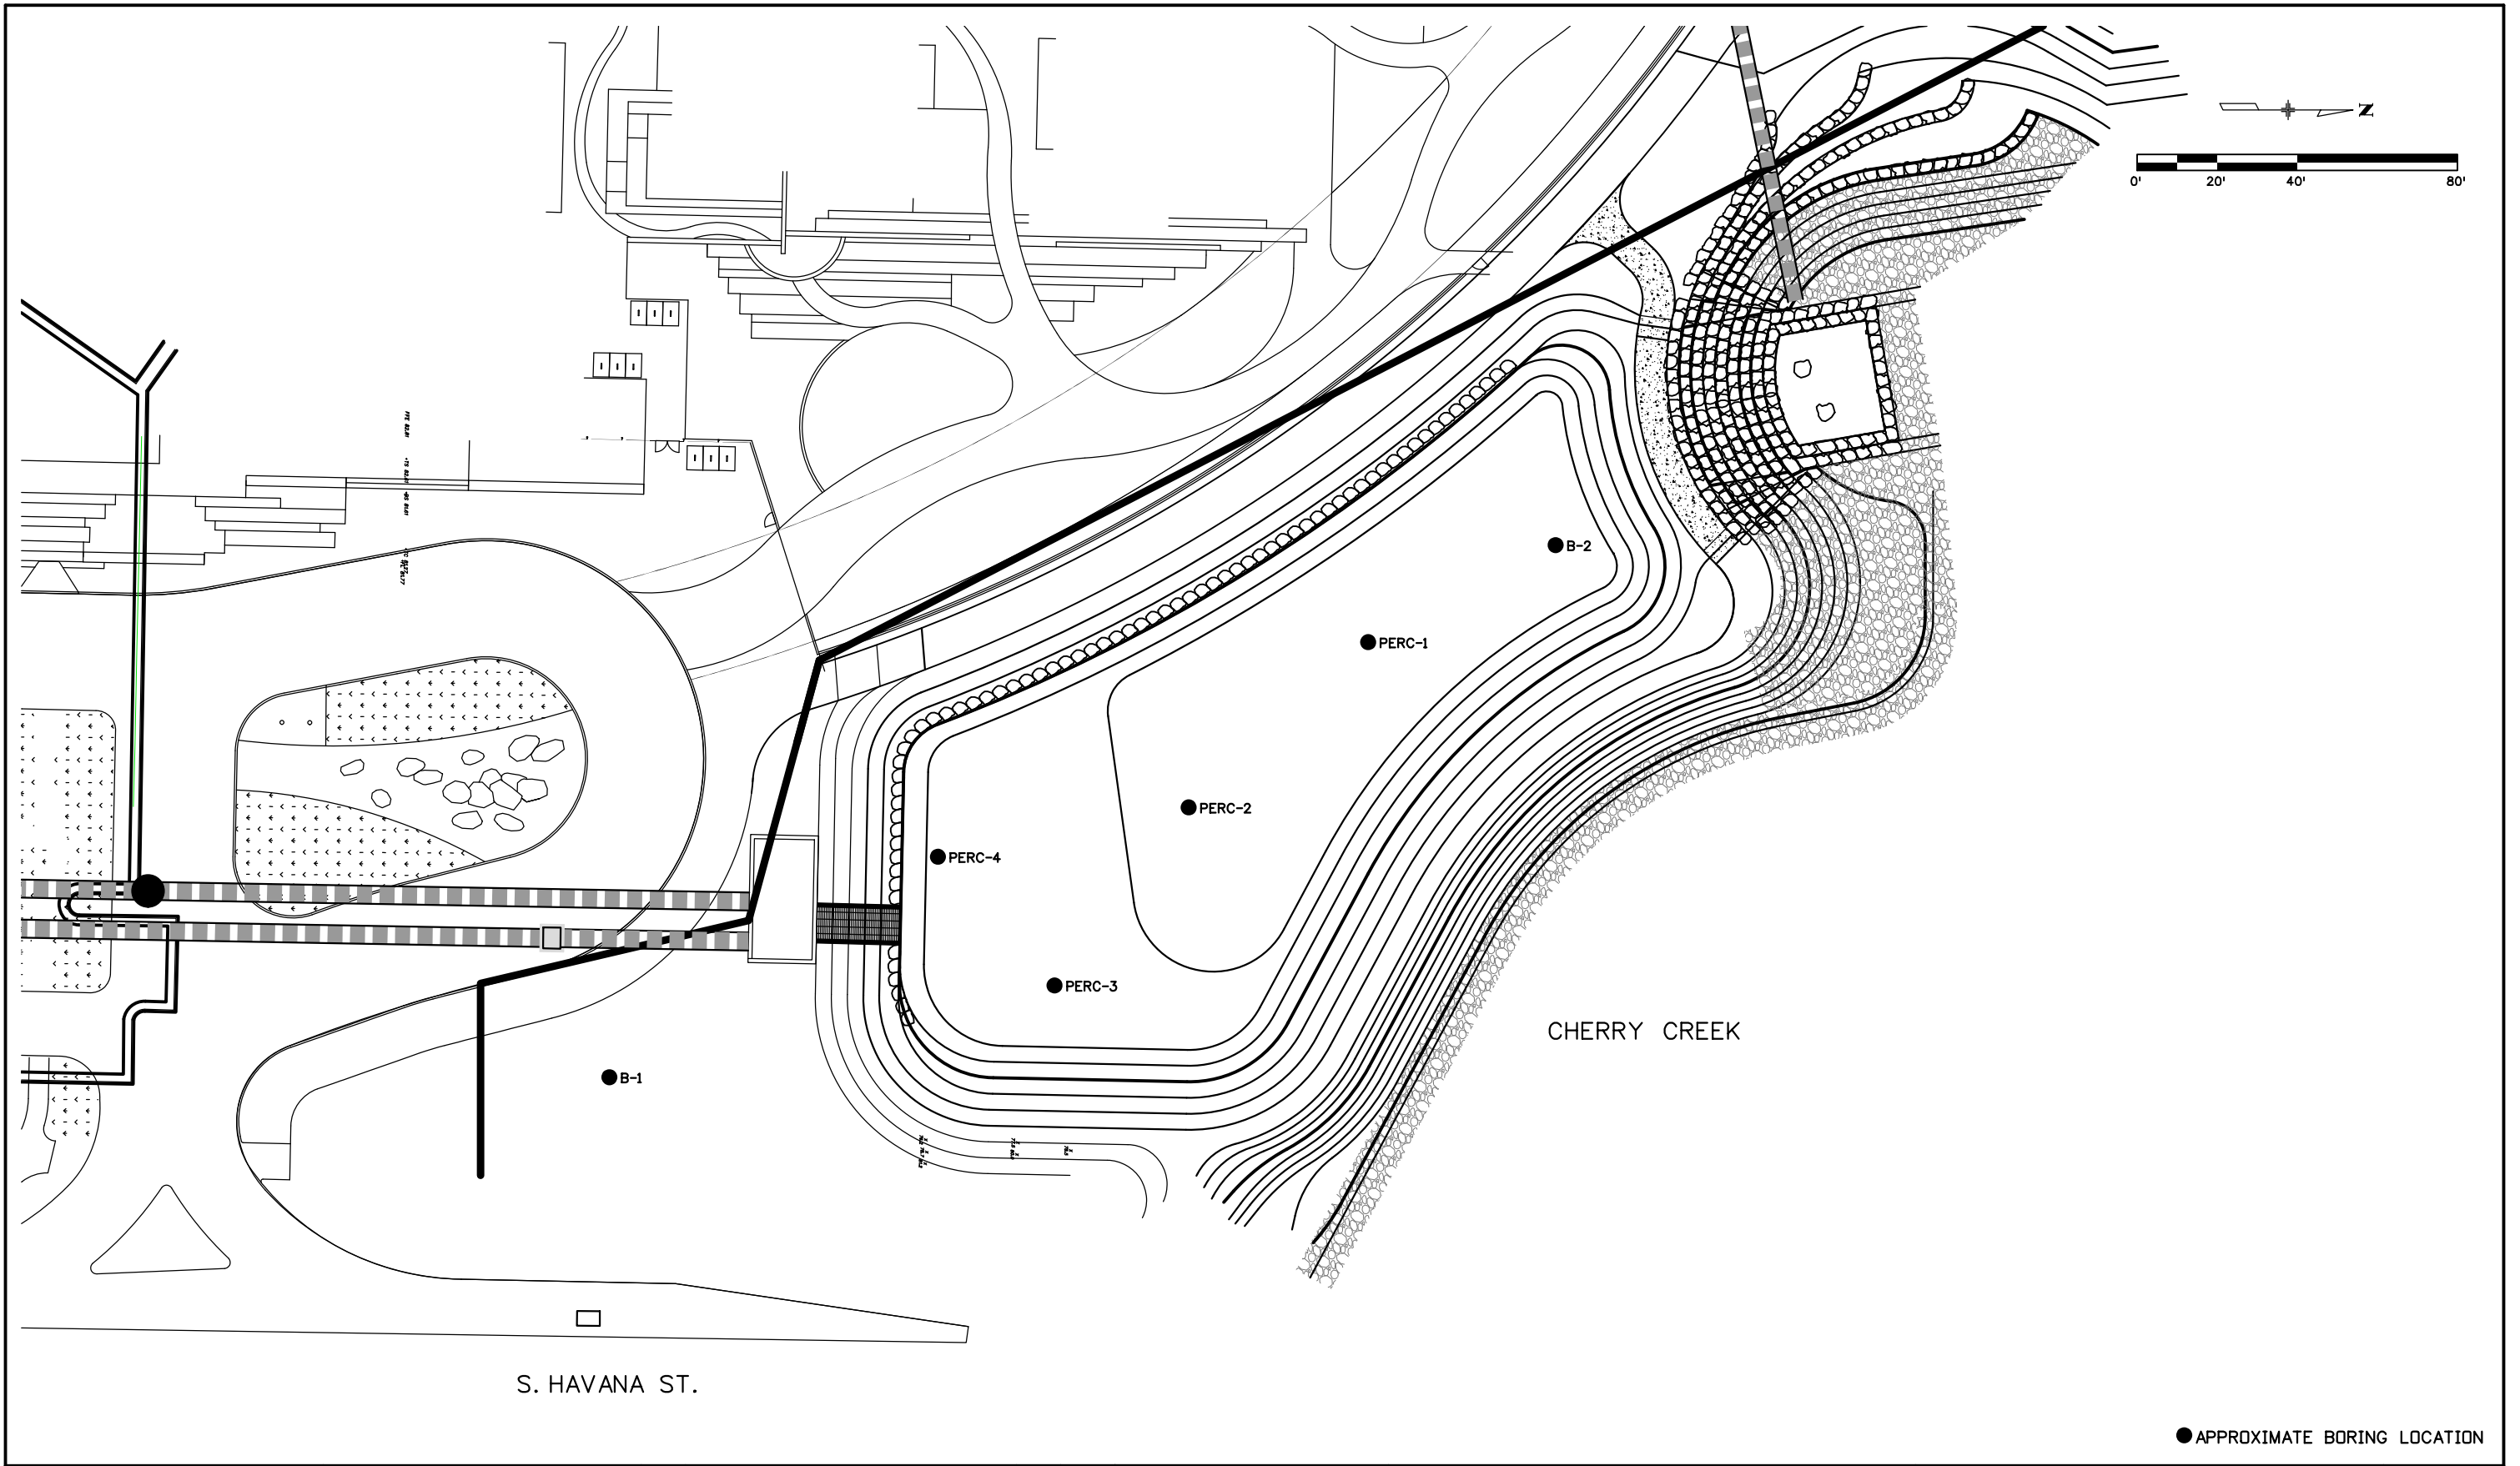 N
0' 20' 40' 80'
B-2
PERC-1
PERC-2
PERC-4
PERC-3
CHERRY CREEK
B-1
S. HAVANA ST.
APPROXIMATE BORING LOCATION